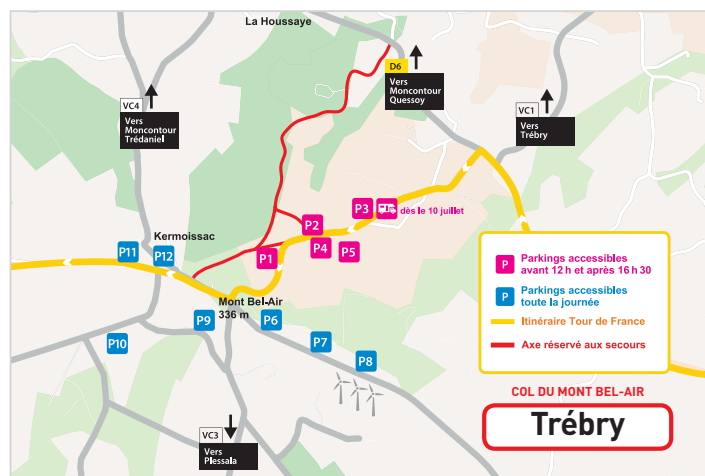 La Houssaye
D6
Vers
Moncontour
Quessoy
VC4
Vers
Moncontour
Trédaniel
VC1
Vers
Trébry
P3
dès le 10 juillet
P2
Kermoissac
P11
P12
P1
P4
P5
Mont Bel-Air
336 m
P9
P6
P10
P7
P8
VC3
Vers
Plessala
P
Parkings accessibles
avant 12 h et après 16 h 30
P
Parkings accessibles
toute la journée
Itinéraire Tour de France
Axe réservé aux secours
COL DU MONT BEL-AIR
Trébry